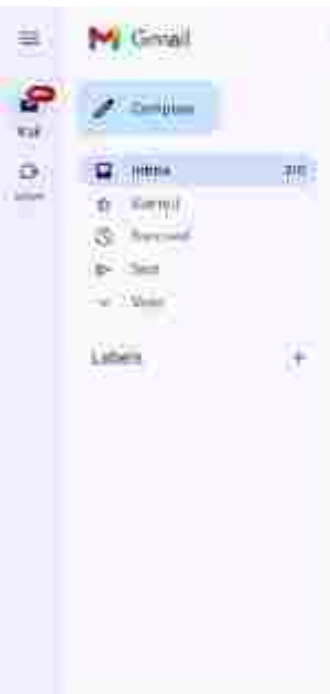 Gmail
Compose
Inbox
Starred
Snoozed
Sent
More
Labels